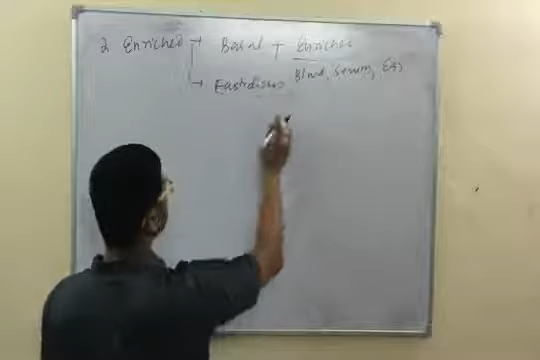 2 Enriched → Basal + Enriches
Blood, Serum, Egg
→ Fastidious